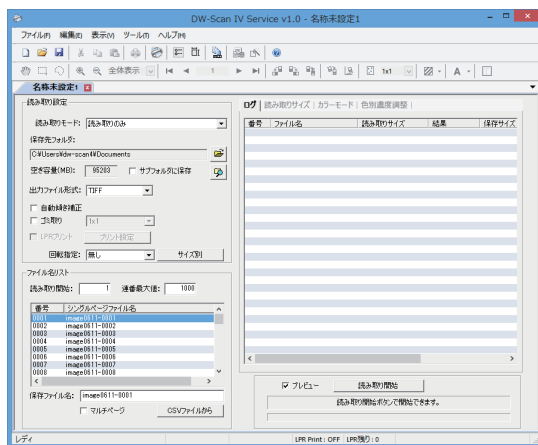 DW-Scan IV Service v1.0 - 名称未設定1
ファイル(F) 編集(E) 表示(V) ツール(T) ヘルプ(H)
全体表示 1 1x1 A
名称未設定1
読み取り設定
読み取りモード: 読み取りのみ
保存先フォルダ:
C:¥Users¥dw-scan4¥Documents
空き容量(MB): 95203 サブフォルダに保存
出力ファイル形式: TIFF
自動傾き補正
ゴミ取り 1x1
LPRプリント プリント設定
回転指定: 無し サイズ別
ファイル名リスト
読み取り開始: 1 連番最大値: 1000
番号 シングルページファイル名
0001 image0611-0001
0002 image0611-0002
0003 image0611-0003
0004 image0611-0004
0005 image0611-0005
0006 image0611-0006
0007 image0611-0007
0008 image0611-0008
保存ファイル名: image0611-0001
マルチページ CSVファイルから
ログ 読み取りサイズ カラーモード 色別濃度調整
番号 ファイル名 読み取りサイズ 結果 保存サイズ
プレビュー 読み取り開始
読み取り開始ボタンで開始できます。
レディ LPR Print : OFF LPR残り : 0